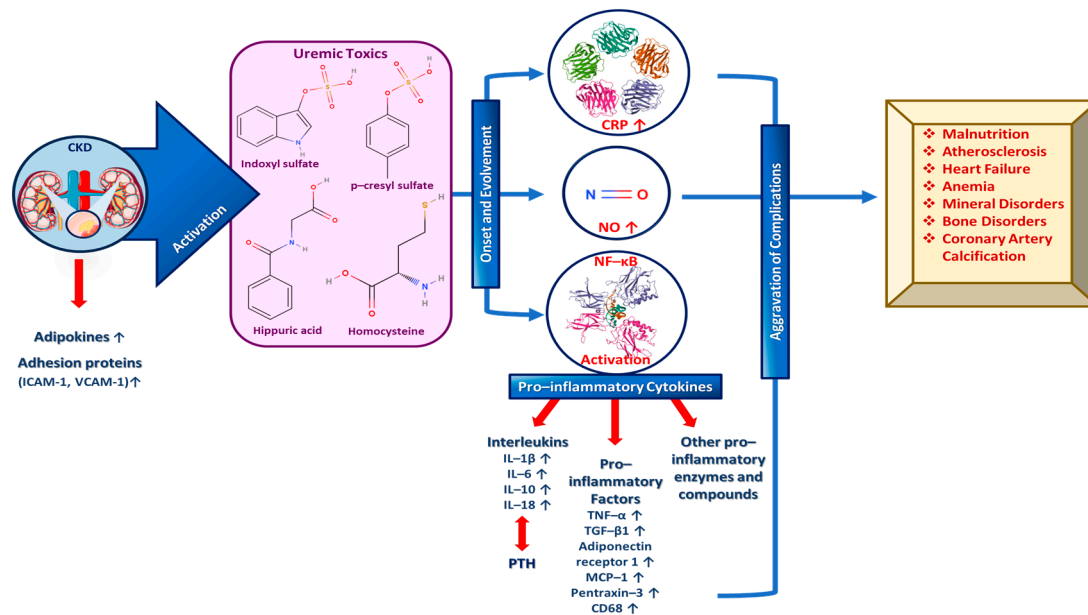 CKD
Activation
Adipokines ↑
Adhesion proteins
(ICAM-1, VCAM-1)↑
Uremic Toxics
O
O
S
O
O
H
N
H
Indoxyl sulfate
O
H
O
S
O
O
p–cresyl sulfate
H
O
O
N
H
O
Hippuric acid
S
H
O
H
O
N
H
H
Homocysteine
Onset and Evolvement
CRP ↑
N
O
NO ↑
NF–κB
Activation
Pro–inflammatory Cytokines
Interleukins
IL–1β ↑
IL–6 ↑
IL–10 ↑
IL–18 ↑
PTH
Pro–
inflammatory
Factors
TNF–α ↑
TGF–β1 ↑
Adiponectin
receptor 1 ↑
MCP–1 ↑
Pentraxin–3 ↑
CD68 ↑
Other pro–
inflammatory
enzymes and
compounds
Aggravation of Complications
❖ Malnutrition
❖ Atherosclerosis
❖ Heart Failure
❖ Anemia
❖ Mineral Disorders
❖ Bone Disorders
❖ Coronary Artery
Calcification